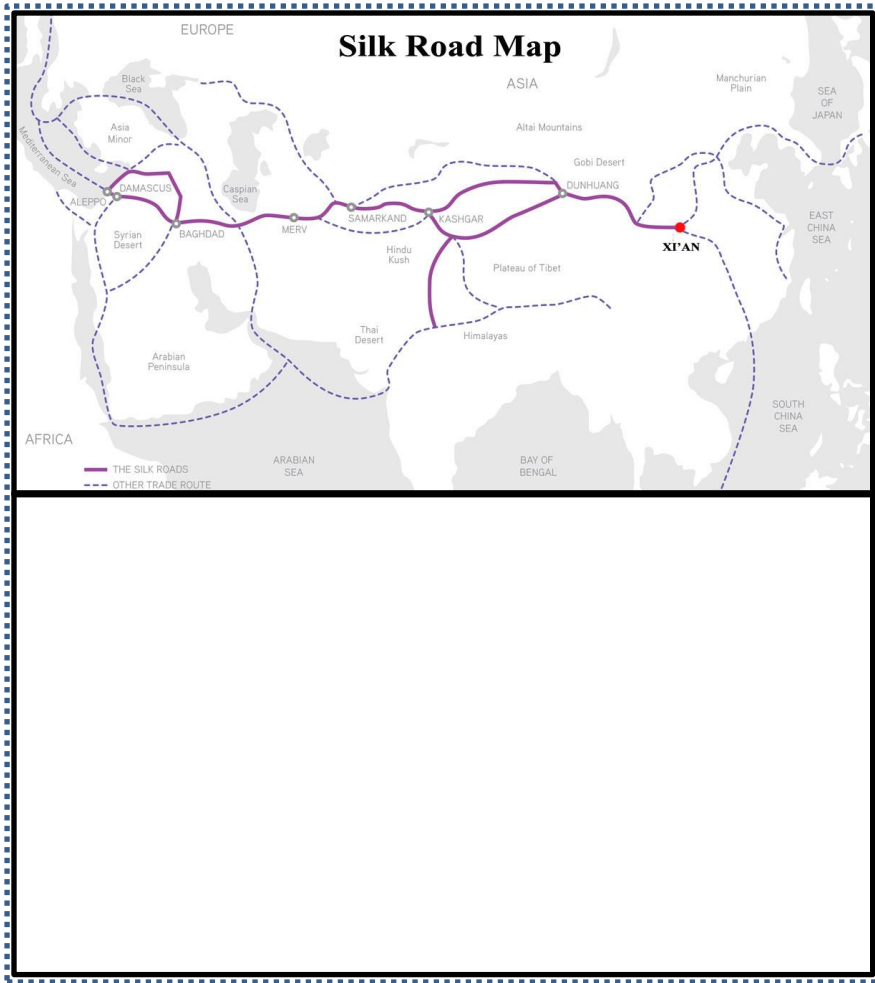 EUROPE
Silk Road Map
ASIA
Black
Sea
Manchurian
Plain
SEA
OF
JAPAN
Asia
Minor
Altai Mountains
Mediterranean Sea
Gobi Desert
DAMASCUS
ALEPPO
Caspian
Sea
DUNHUANG
Syrian
Desert
BAGHDAD
MERV
SAMARKAND
KASHGAR
XI'AN
EAST
CHINA
SEA
Hindu
Kush
Plateau of Tibet
Thai
Desert
Himalayas
Arabian
Peninsula
SOUTH
CHINA
SEA
AFRICA
ARABIAN
SEA
BAY OF
BENGAL
THE SILK ROADS
OTHER TRADE ROUTE